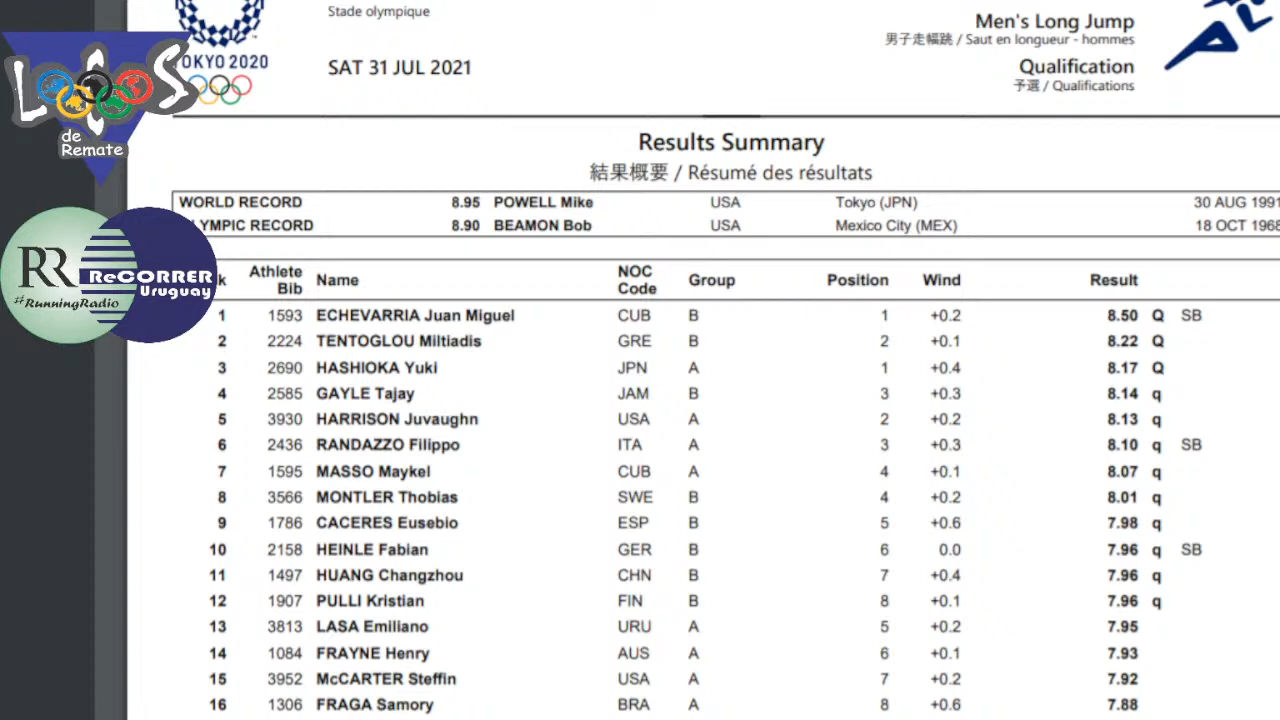 Stade olympique
Men's Long Jump
男子走幅跳 / Saut en longueur - hommes
TOKYO 2020
SAT 31 JUL 2021
Qualification
予選 / Qualifications
LOCOS
de
Remate
Results Summary
結果概要 / Résumé des résultats
WORLD RECORD 8.95 POWELL Mike USA Tokyo (JPN) 30 AUG 1991
LYMPIC RECORD 8.90 BEAMON Bob USA Mexico City (MEX) 18 OCT 1968
RR
ReCORRER
Uruguay
#RunningRadio
k Athlete Bib Name NOC Code Group Position Wind Result
1 1593 ECHEVARRIA Juan Miguel CUB B 1 +0.2 8.50 Q SB
2 2224 TENTOGLOU Miltiadis GRE B 2 +0.1 8.22 Q
3 2690 HASHIOKA Yuki JPN A 1 +0.4 8.17 Q
4 2585 GAYLE Tajay JAM B 3 +0.3 8.14 q
5 3930 HARRISON Juvaughn USA A 2 +0.2 8.13 q
6 2436 RANDAZZO Filippo ITA A 3 +0.3 8.10 q SB
7 1595 MASSO Maykel CUB A 4 +0.1 8.07 q
8 3566 MONTLER Thobias SWE B 4 +0.2 8.01 q
9 1786 CACERES Eusebio ESP B 5 +0.6 7.98 q
10 2158 HEINLE Fabian GER B 6 0.0 7.96 q SB
11 1497 HUANG Changzhou CHN B 7 +0.4 7.96 q
12 1907 PULLI Kristian FIN B 8 +0.1 7.96 q
13 3813 LASA Emiliano URU A 5 +0.2 7.95
14 1084 FRAYNE Henry AUS A 6 +0.1 7.93
15 3952 McCARTER Steffin USA A 7 +0.2 7.92
16 1306 FRAGA Samory BRA A 8 +0.6 7.88